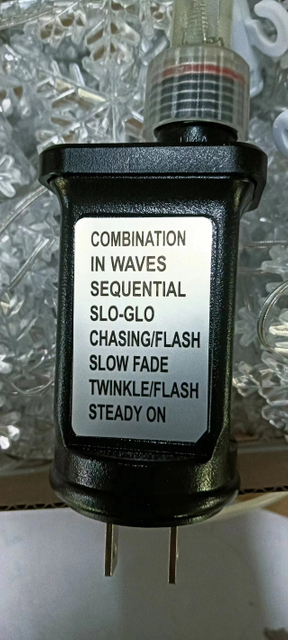 COMBINATION
IN WAVES
SEQUENTIAL
SLO-GLO
CHASING/FLASH
SLOW FADE
TWINKLE/FLASH
STEADY ON